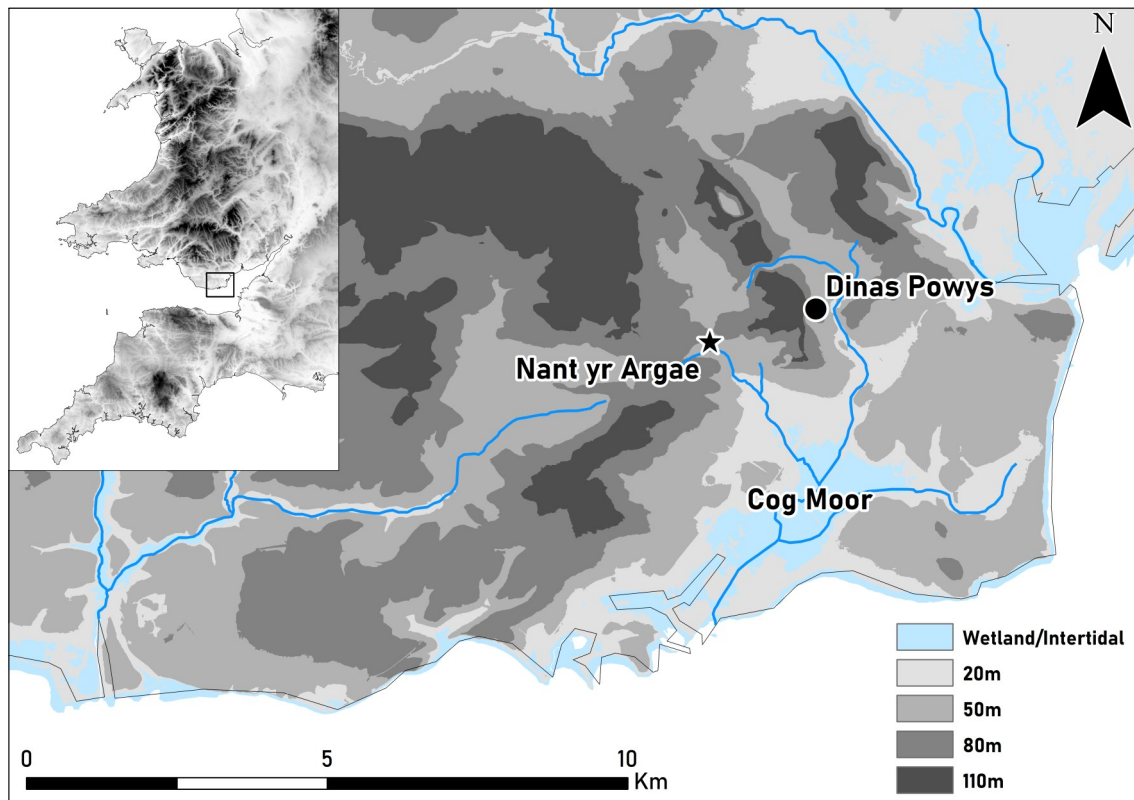 N
Dinas Powys
Nant yr Argae
Cog Moor
Wetland/Intertidal
20m
50m
80m
110m
0 5 10
Km